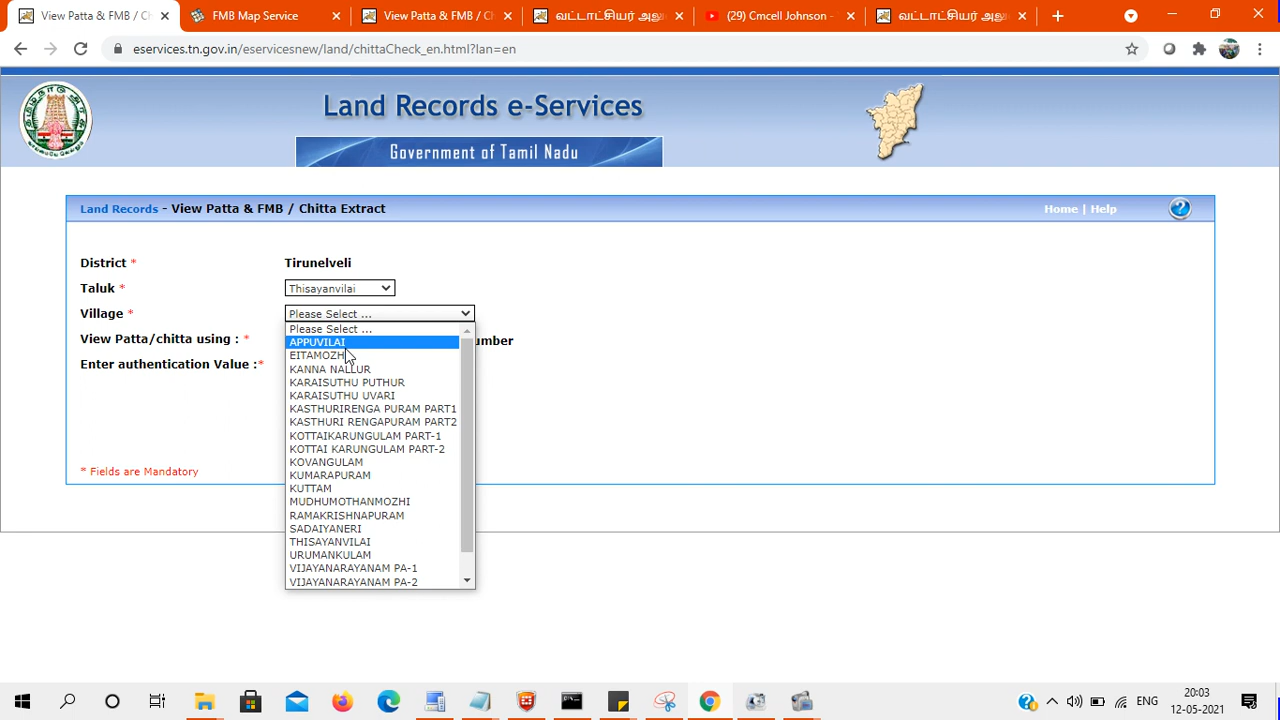 View Patta & FMB / Ch
FMB Map Service
View Patta & FMB / Ch
வட்டாட்சியர் அலு
(29) Cmcell Johnson -
வட்டாட்சியர் அலு
eservices.tn.gov.in/eservicesnew/land/chittaCheck_en.html?lan=en
Land Records e-Services
Government of Tamil Nadu
Land Records - View Patta & FMB / Chitta Extract
Home | Help
District * Tirunelveli
Taluk * Thisayanvilai
Village * Please Select ...
Please Select ...
View Patta/chitta using : * APPUVILAI umber
EITAMOZH
Enter authentication Value :* KANNA NALLUR
KARAISUTHU PUTHUR
KARAISUTHU UVARI
KASTHURIRENGA PURAM PART1
KASTHURI RENGAPURAM PART2
KOTTAIKARUNGULAM PART-1
KOTTAI KARUNGULAM PART-2
KOVANGULAM
* Fields are Mandatory
KUMARAPURAM
KUTTAM
MUDHUMOTHANMOZHI
RAMAKRISHNAPURAM
SADAIYANERI
THISAYANVILAI
URUMANKULAM
VIJAYANARAYANAM PA-1
VIJAYANARAYANAM PA-2
ENG
20:03
12-05-2021